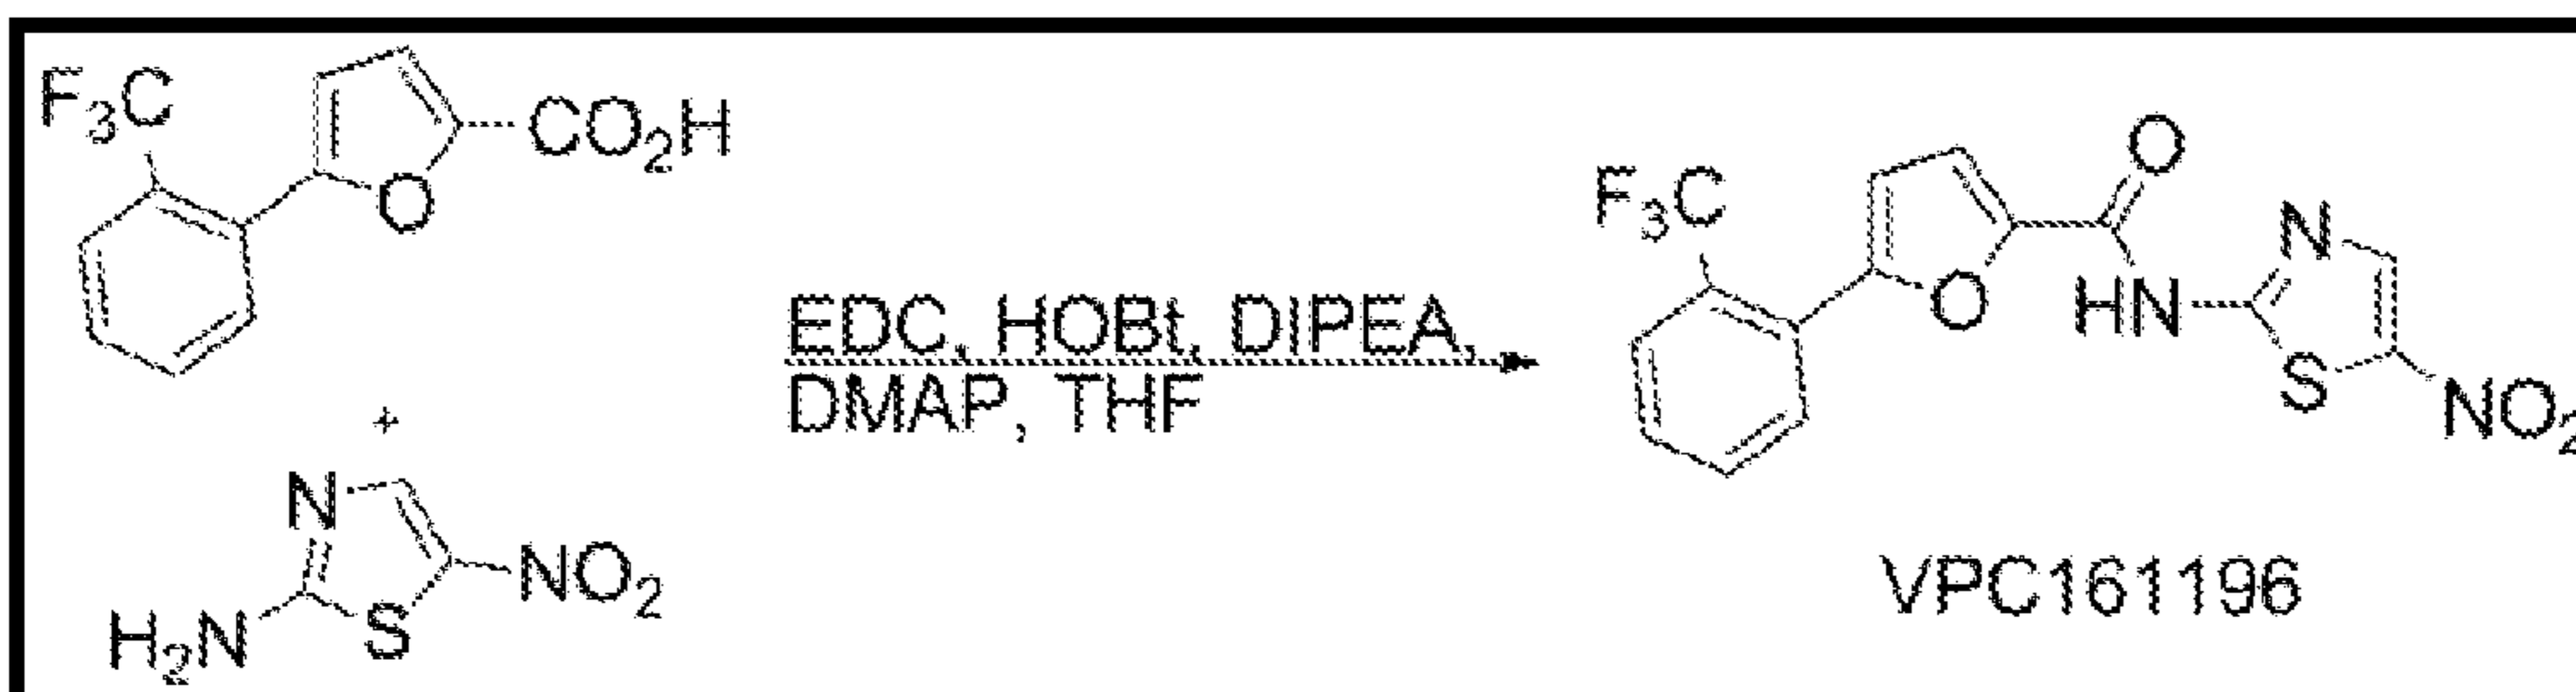 F₃C
CO₂H
O
+
N
NO₂
S
H₂N
EDC, HOBt, DIPEA,
DMAP, THF
O
F₃C
N
O
HN
S
NO₂
VPC161196